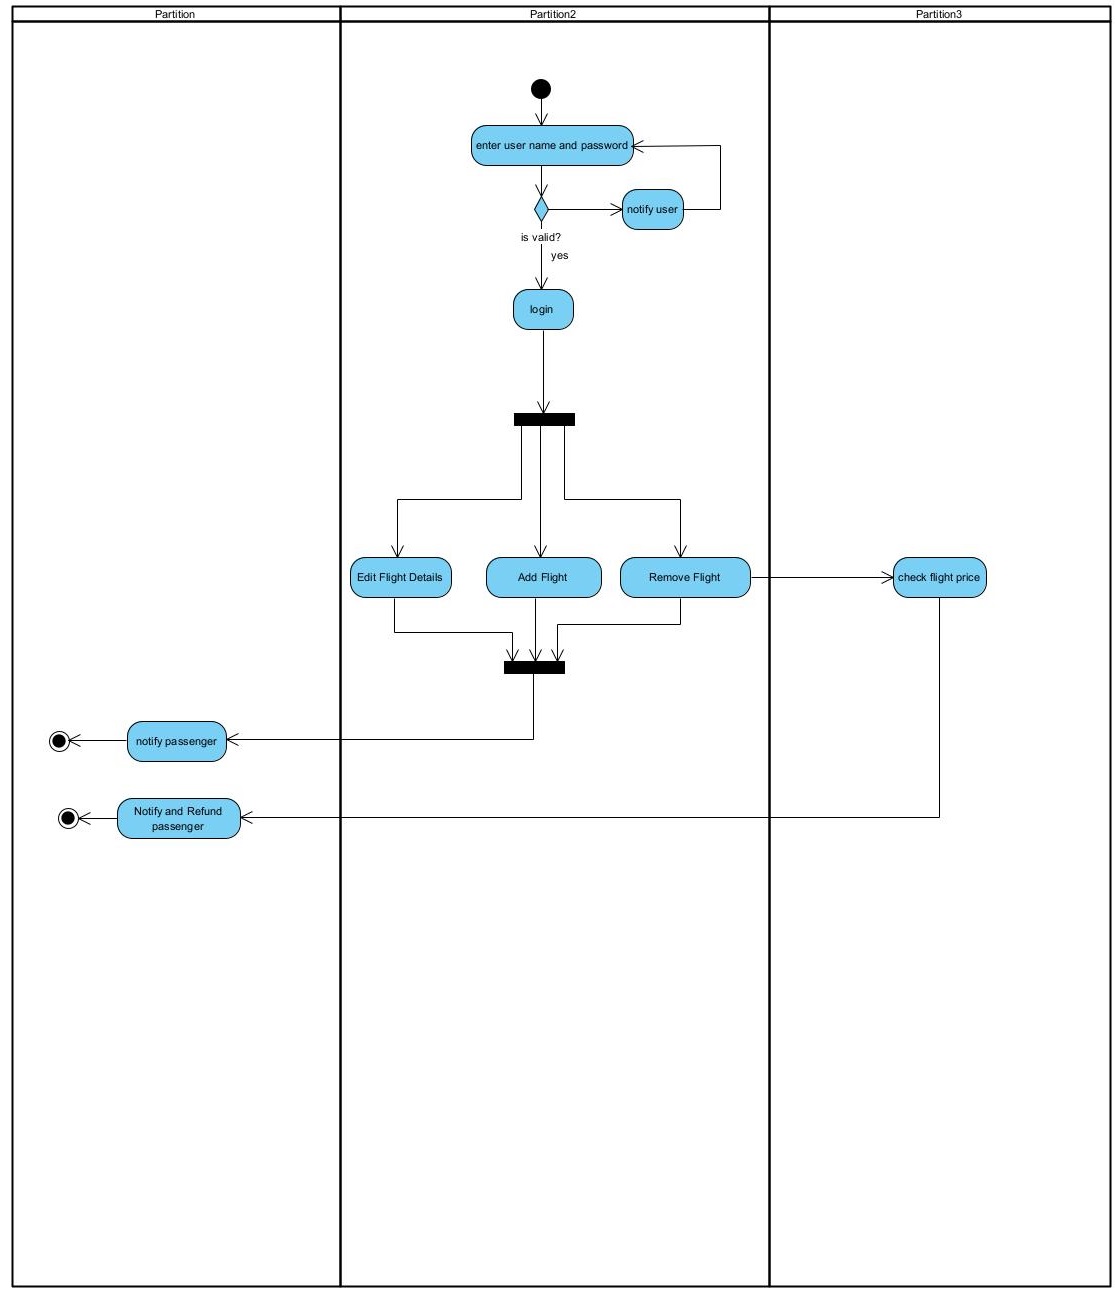 Partition
Partition2
Partition3
enter user name and password
notify user
is valid?
yes
login
Edit Flight Details
Add Flight
Remove Flight
check flight price
notify passenger
Notify and Refund
passenger